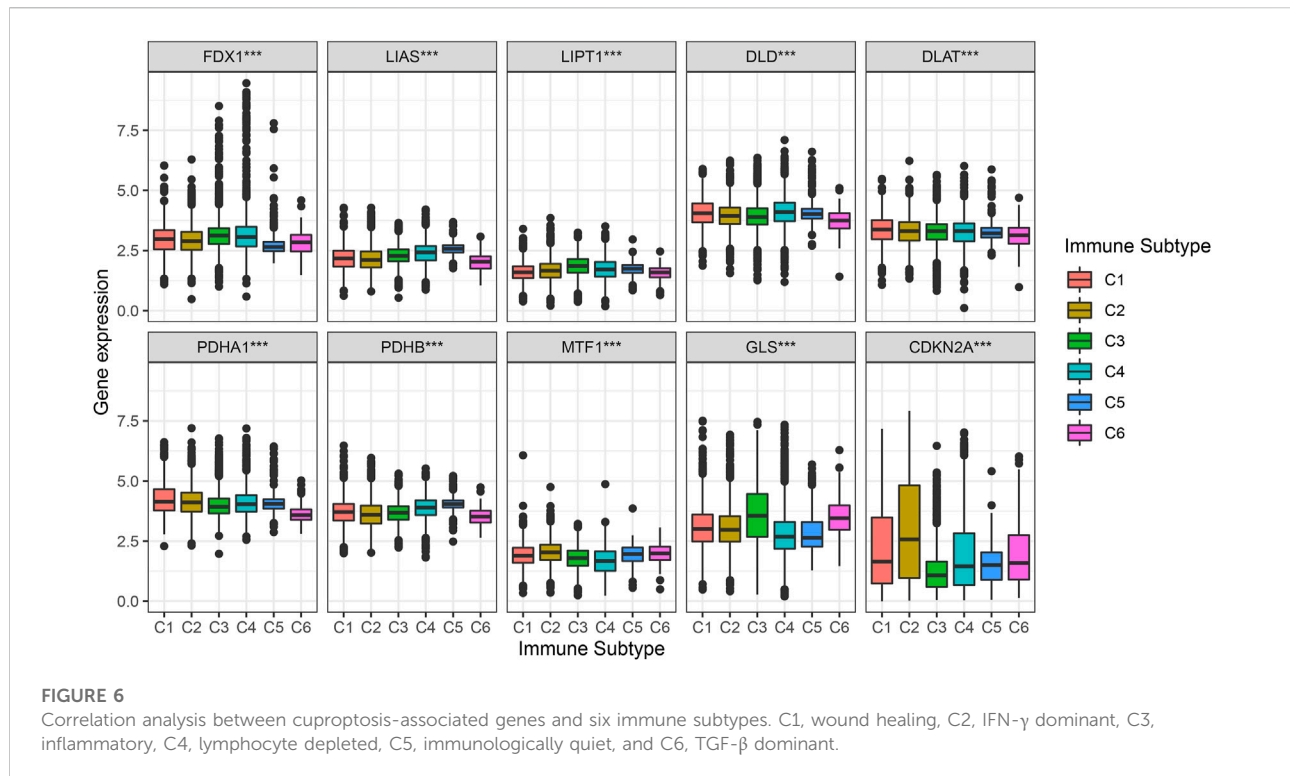 FDX1*** LIAS*** LIPT1*** DLD*** DLAT***
7.5
5.0
2.5
0.0
PDHA1*** PDHB*** MTF1*** GLS*** CDKN2A***
7.5
5.0
2.5
0.0
Gene expression
C1 C2 C3 C4 C5 C6 C1 C2 C3 C4 C5 C6 C1 C2 C3 C4 C5 C6 C1 C2 C3 C4 C5 C6 C1 C2 C3 C4 C5 C6
Immune Subtype
Immune Subtype
C1
C2
C3
C4
C5
C6
FIGURE 6
Correlation analysis between cuproptosis-associated genes and six immune subtypes. C1, wound healing, C2, IFN-γ dominant, C3,
inflammatory, C4, lymphocyte depleted, C5, immunologically quiet, and C6, TGF-β dominant.